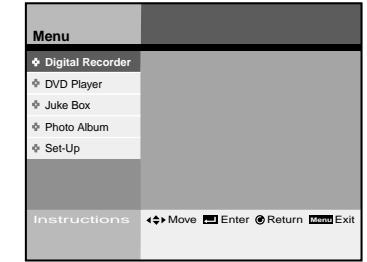 Menu
Digital Recorder
DVD Player
Juke Box
Photo Album
Set-Up
Instructions Move Enter Return Menu Exit